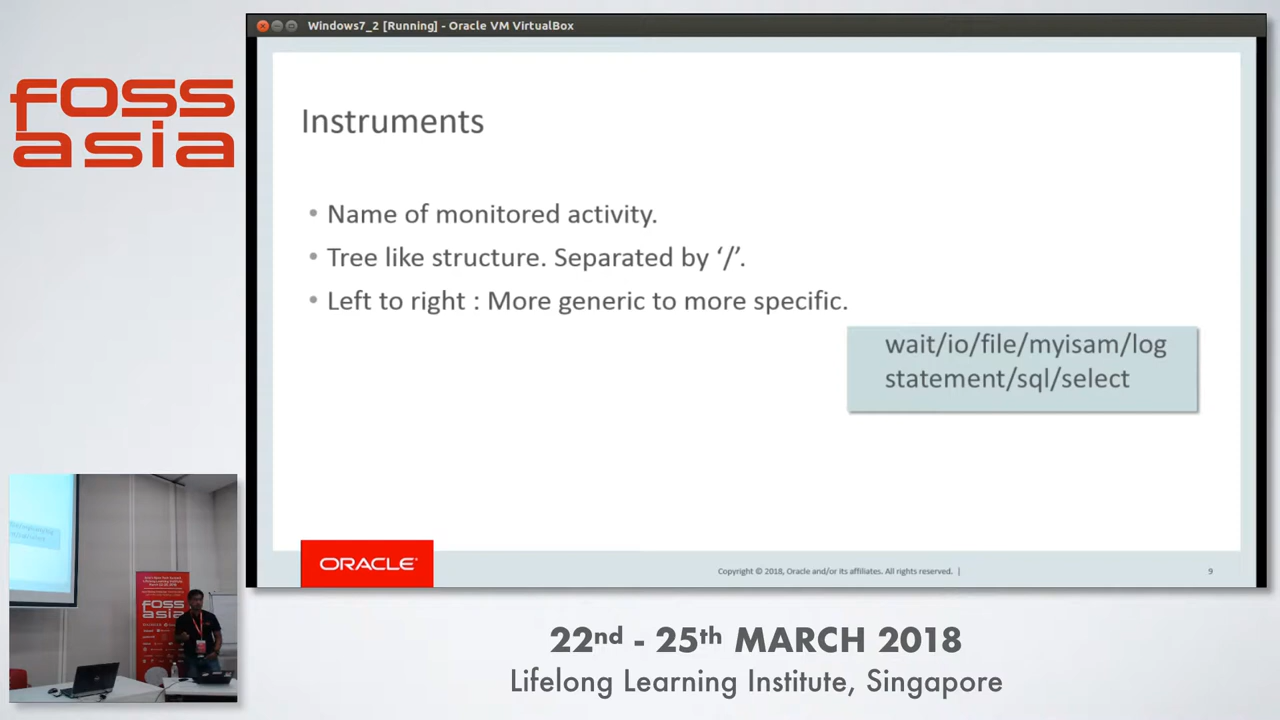 foss
asia
Windows7_2 [Running] - Oracle VM VirtualBox
Instruments
• Name of monitored activity.
• Tree like structure. Separated by ‘/’.
• Left to right : More generic to more specific.
wait/io/file/myisam/log
statement/sql/select
ORACLE®
Copyright © 2018, Oracle and/or its affiliates. All rights reserved. |
9
FOSS
asia
22nd - 25th MARCH 2018
Lifelong Learning Institute, Singapore